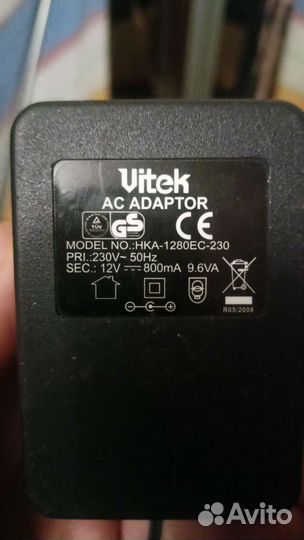 Vitek
AC ADAPTOR
TÜV
GS
CE
MODEL NO.:HKA-1280EC-230
PRI.:230V~ 50Hz
SEC.: 12V⎓ 800mA 9.6VA
R05/2008
Avito